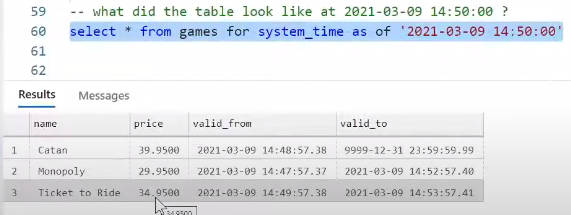 59 -- what did the table look like at 2021-03-09 14:50:00 ?
60 select * from games for system_time as of '2021-03-09 14:50:00'
61
62
Results Messages
name price valid_from valid_to
1 Catan 39.9500 2021-03-09 14:48:57.38 9999-12-31 23:59:59.99
2 Monopoly 29.9500 2021-03-09 14:47:57.37 2021-03-09 14:52:57.40
3 Ticket to Ride 34.9500 2021-03-09 14:49:57.38 2021-03-09 14:53:57.41
34.9500